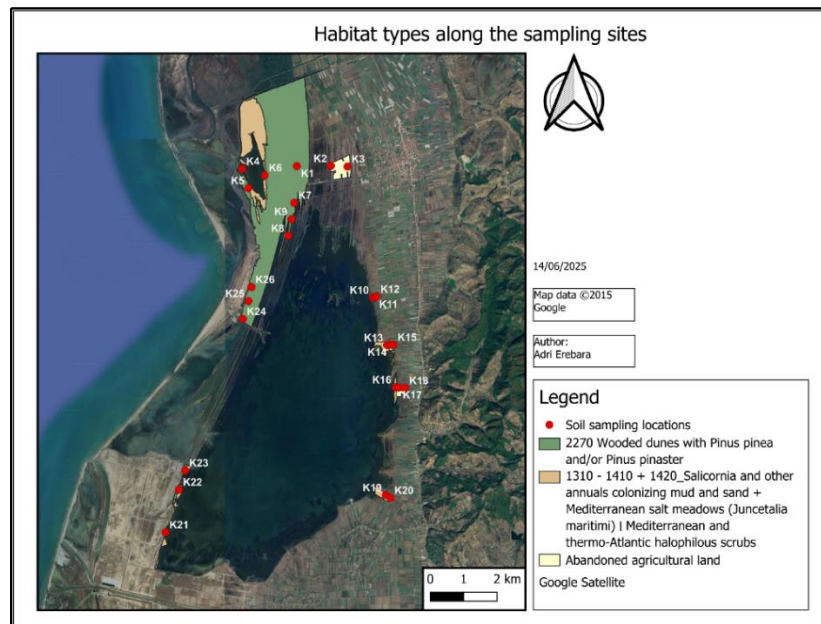 Habitat types along the sampling sites
K4
K5
K6
K1
K2
K3
K7
K9
K8
K26
K25
K24
K10
K12
K11
K13
K15
K14
K16
K18
K17
K19
K20
K23
K22
K21
0 1 2 km
14/06/2025
Map data ©2015
Google
Author:
Adri Erebara
Legend
Soil sampling locations
2270 Wooded dunes with Pinus pinea
and/or Pinus pinaster
1310 - 1410 + 1420_Salicornia and other
annuals colonizing mud and sand +
Mediterranean salt meadows (Juncetalia
maritimi) | Mediterranean and
thermo-Atlantic halophilous scrubs
Abandoned agricultural land
Google Satellite